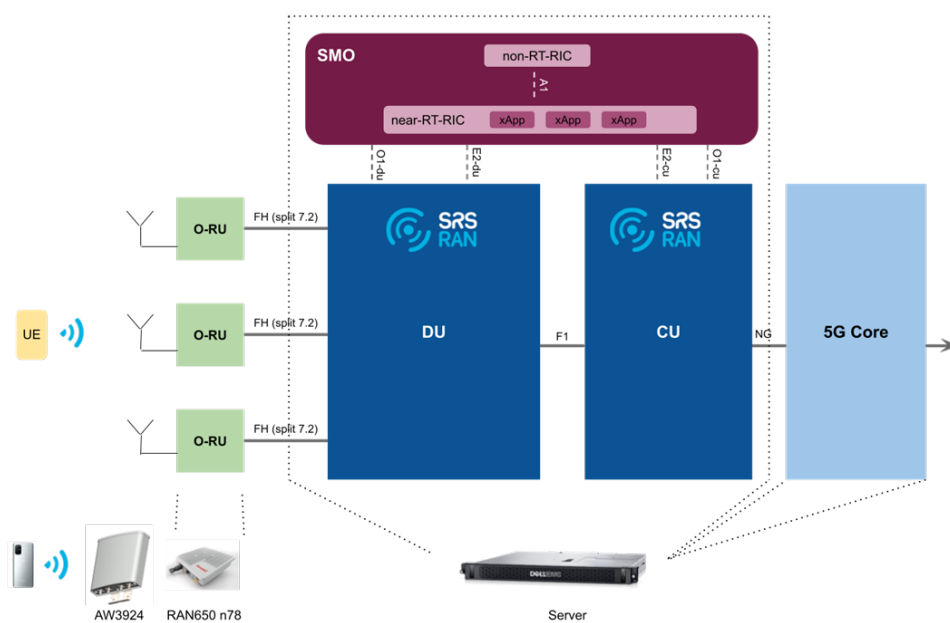 SMO
non-RT-RIC
A1
near-RT-RIC
xApp
xApp
xApp
O1-du
E2-du
E2-cu
O1-cu
O-RU
FH (split 7.2)
SRS
RAN
SRS
RAN
UE
O-RU
FH (split 7.2)
DU
F1
CU
NG
5G Core
O-RU
FH (split 7.2)
DELLEMC
AW3924
RAN650 n78
Server